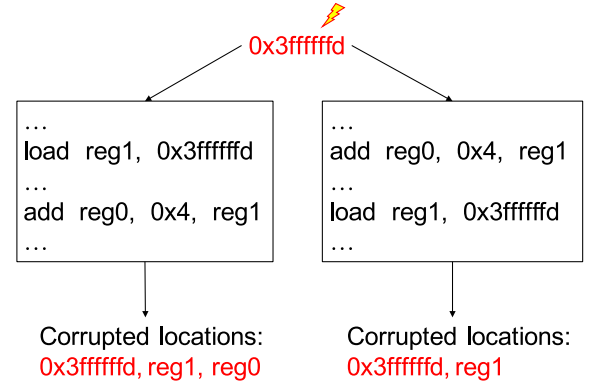 0x3ffffffd
...
load reg1, 0x3ffffffd
...
add reg0, 0x4, reg1
...
...
add reg0, 0x4, reg1
...
load reg1, 0x3ffffffd
...
Corrupted locations:
0x3ffffffd, reg1, reg0
Corrupted locations:
0x3ffffffd, reg1